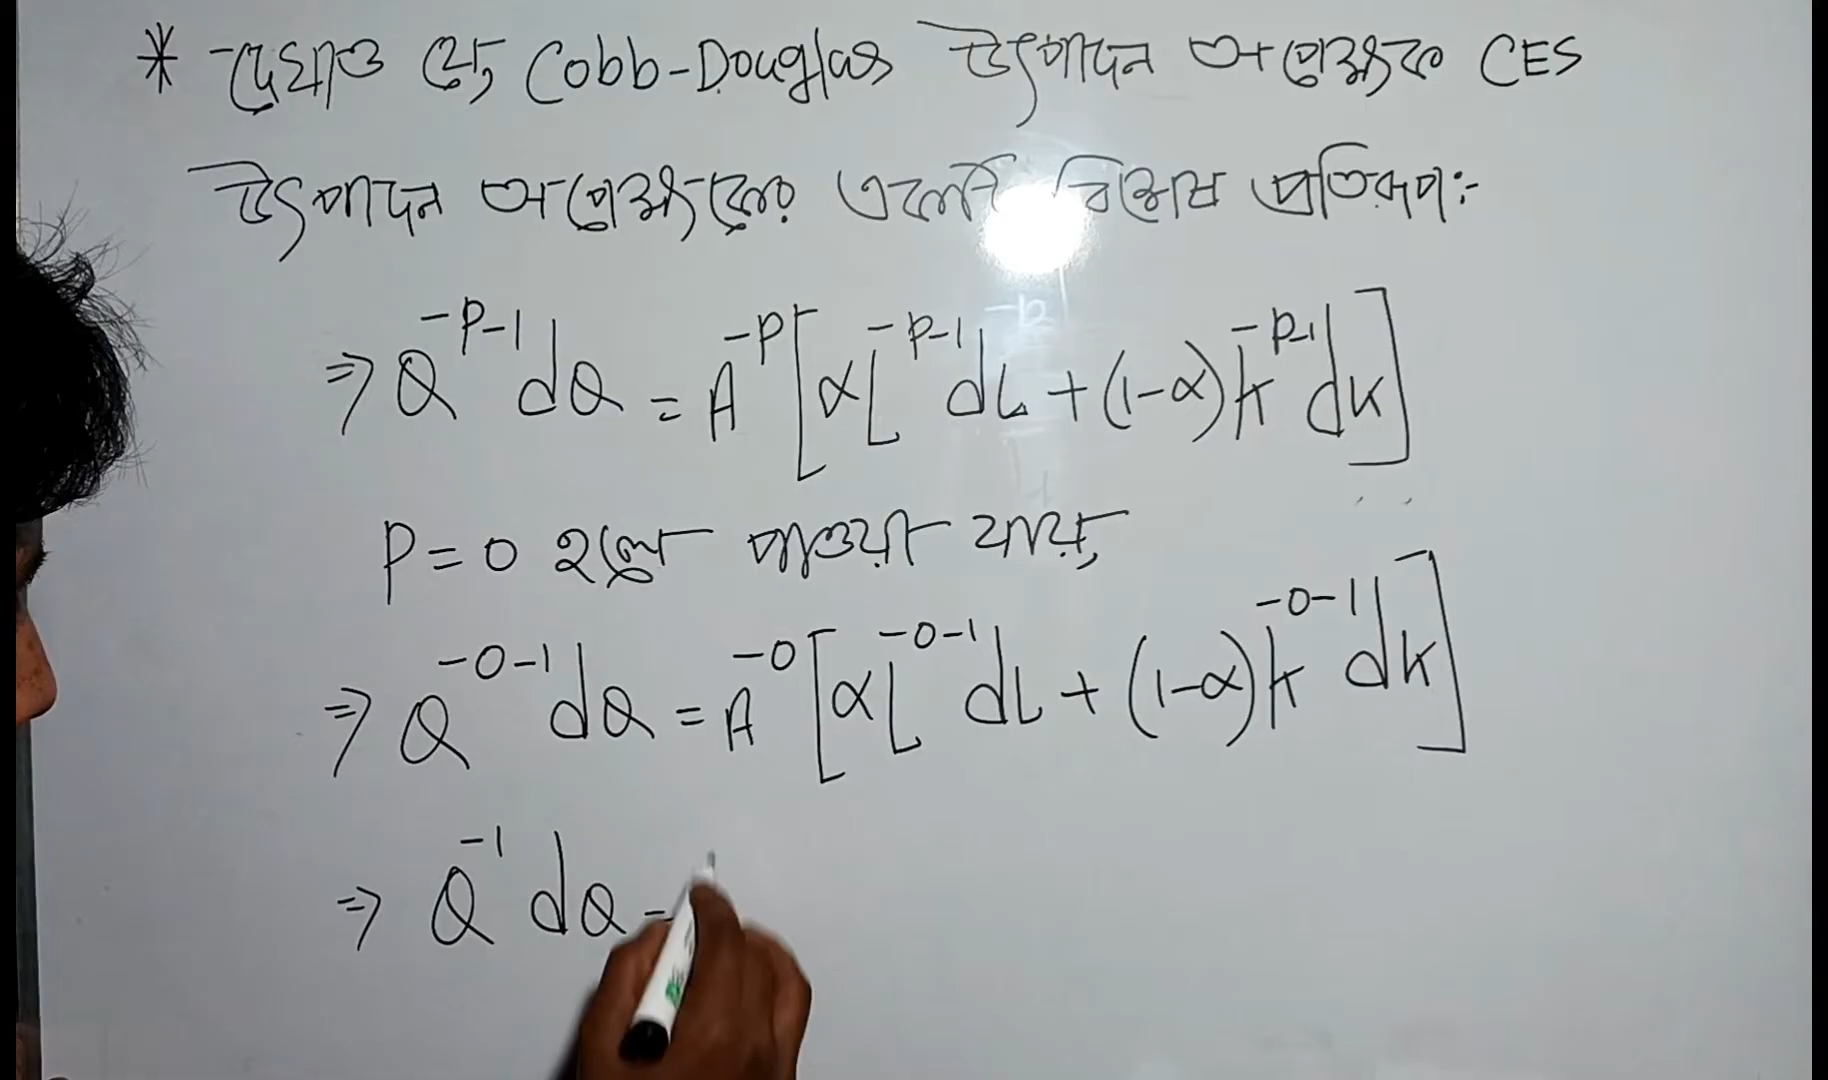 * দেখাও যে, Cobb-Douglas উৎপাদন অপেক্ষক CES
উৎপাদন অপেক্ষকের একটি বিশেষ প্রতিরূপ:-
⇒ Q^{-P-1} dQ = A^{-P} [αL^{-P-1} dL + (1-α)K^{-P-1} dK]
P = 0 হলে পাওয়া যায়,
⇒ Q^{-0-1} dQ = A^{-0} [αL^{-0-1} dL + (1-α)K^{-0-1} dK]
⇒ Q^{-1} dQ =